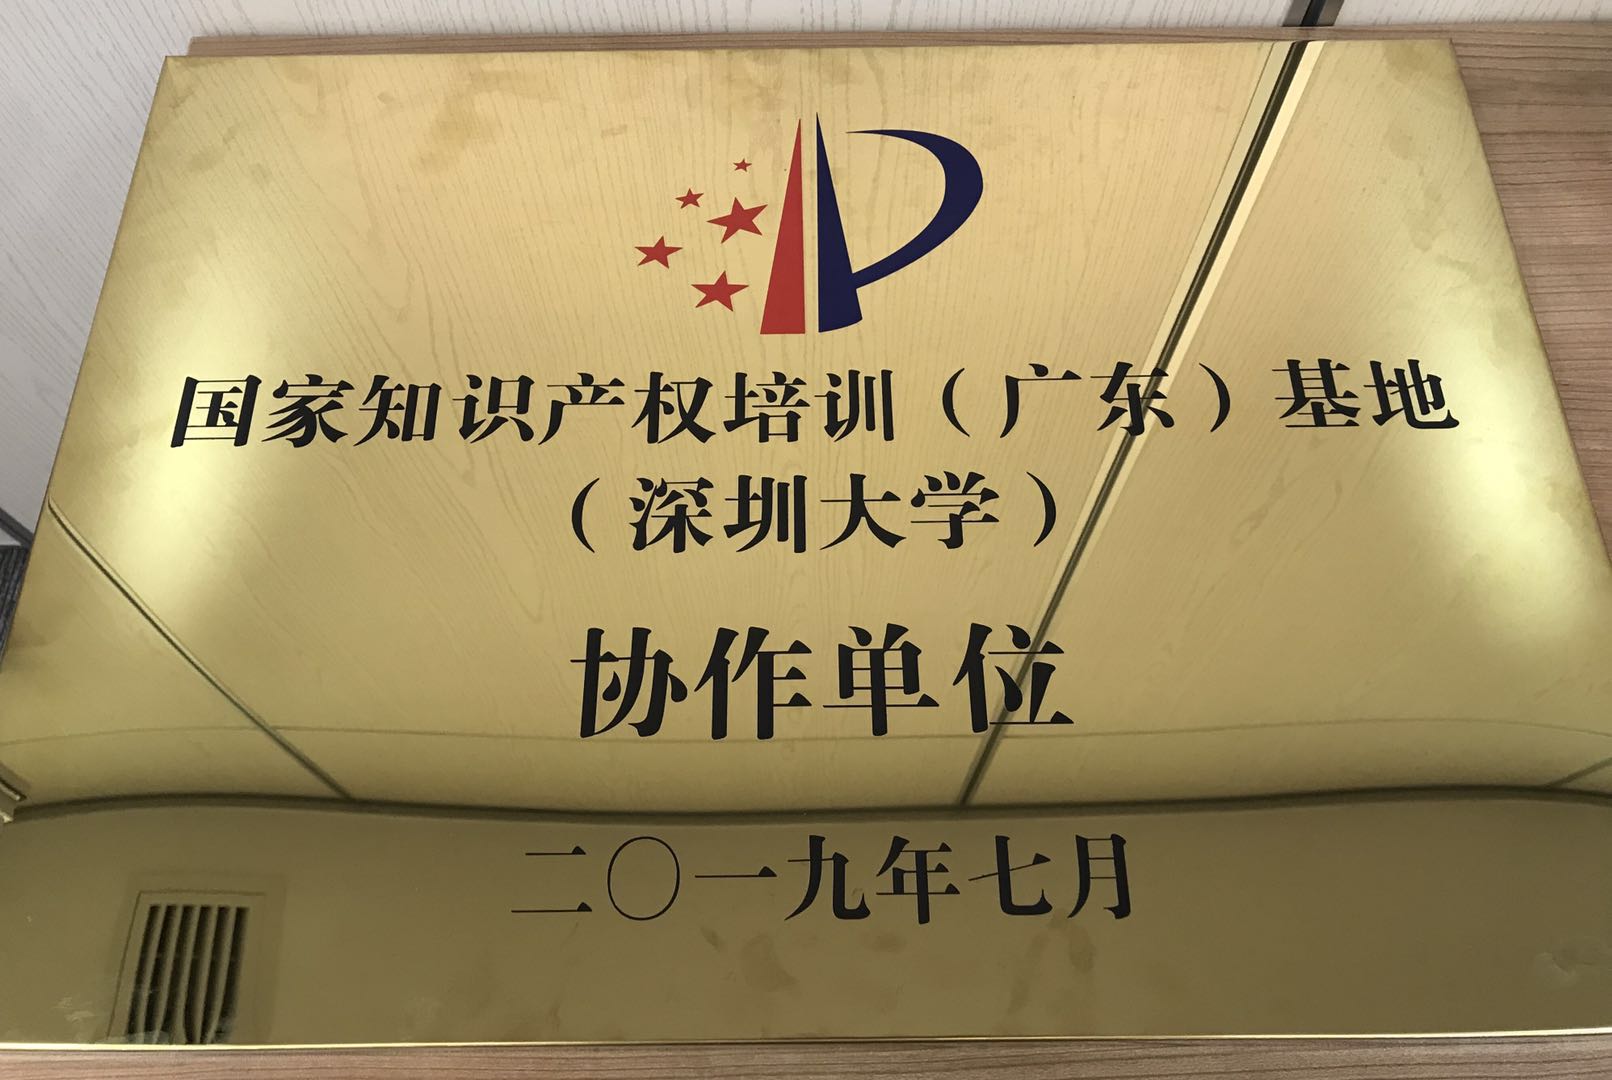 国家知识产权培训（广东）基地
（深圳大学）
协作单位
二〇一九年七月